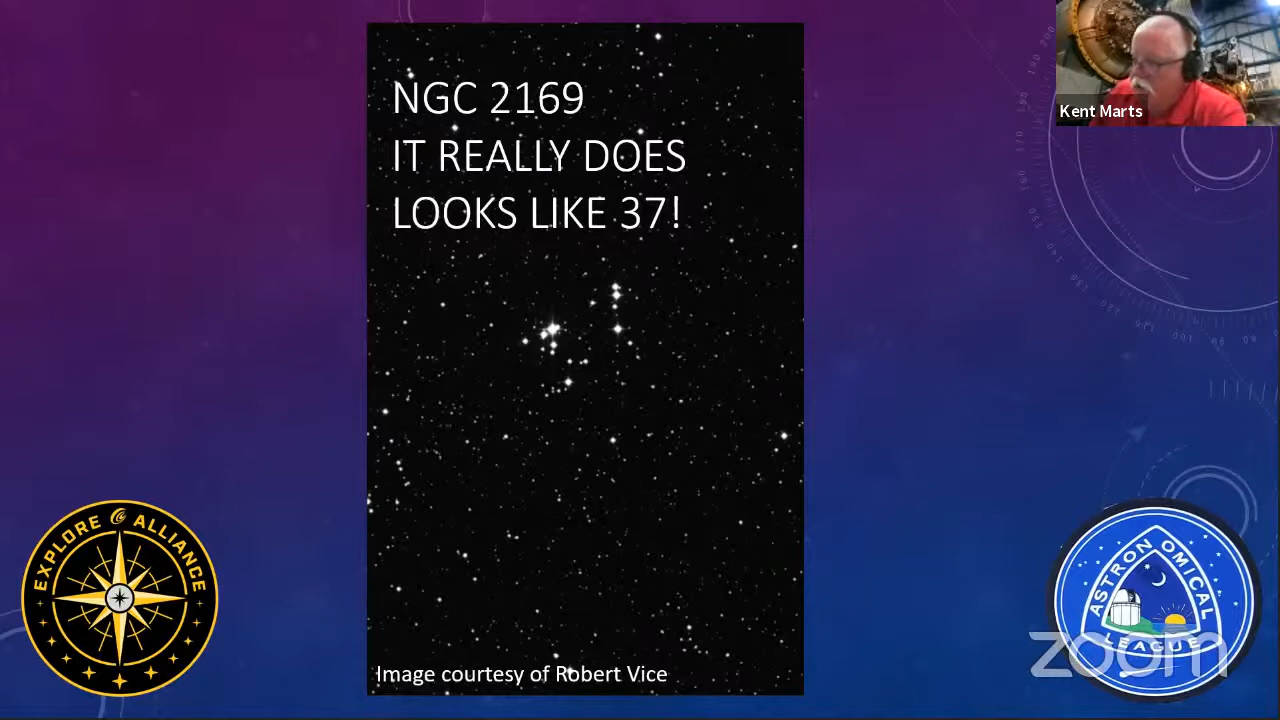 NGC 2169
IT REALLY DOES
LOOKS LIKE 37!
Image courtesy of Robert Vice
Kent Marts
EXPLORE ALLIANCE
ASTRONOMICAL
LEAGUE
zoom